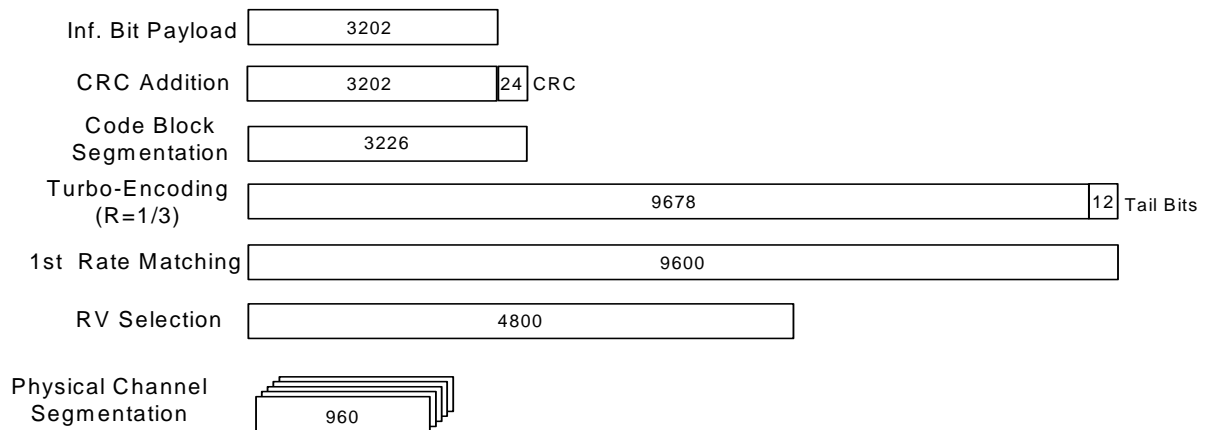 Inf. Bit Payload 3202
CRC Addition 3202 24 CRC
Code Block
Segmentation 3226
Turbo-Encoding
(R=1/3) 9678 12 Tail Bits
1st Rate Matching 9600
RV Selection 4800
Physical Channel
Segmentation 960